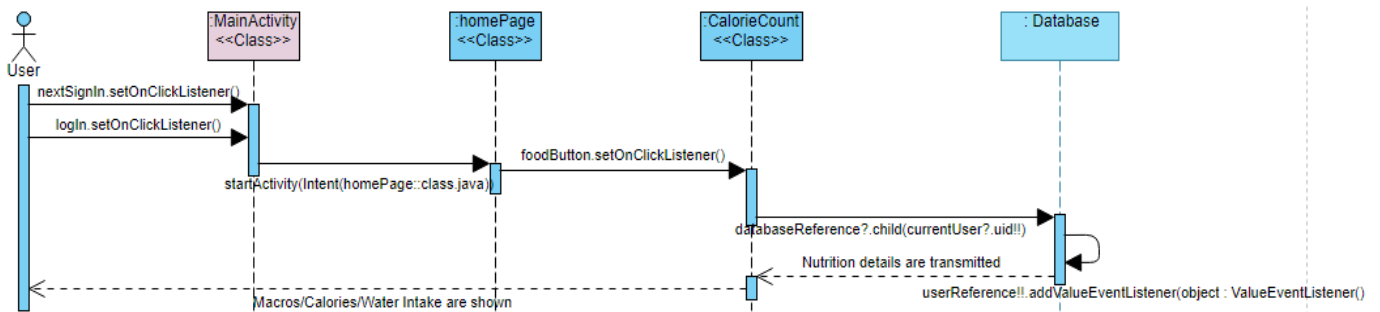 :MainActivity
<<Class>>
:homePage
<<Class>>
:CalorieCount
<<Class>>
: Database
User
nextSignIn.setOnClickListener()
logIn.setOnClickListener()
foodButton.setOnClickListener()
startActivity(Intent(homePage::class.java))
databaseReference?.child(currentUser?.uid!!)
Nutrition details are transmitted
userReference!!.addValueEventListener(object : ValueEventListener()
Macros/Calories/Water Intake are shown